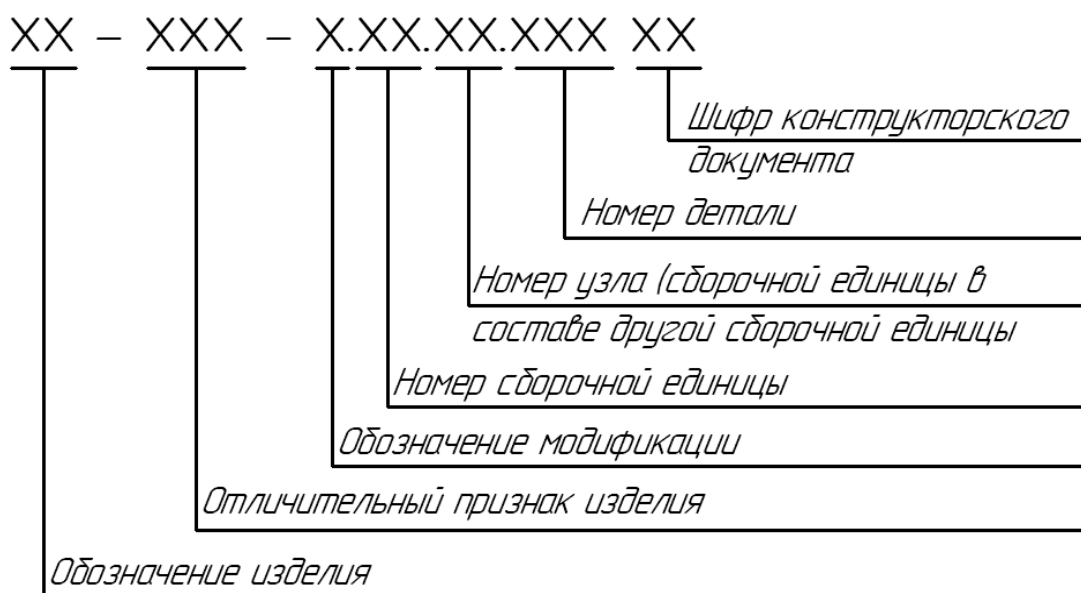 XX - XXX - X.XX.XX.XXX XX
Шифр конструкторского
документа
Номер детали
Номер узла (сборочной единицы в
составе другой сборочной единицы
Номер сборочной единицы
Обозначение модификации
Отличительный признак изделия
Обозначение изделия